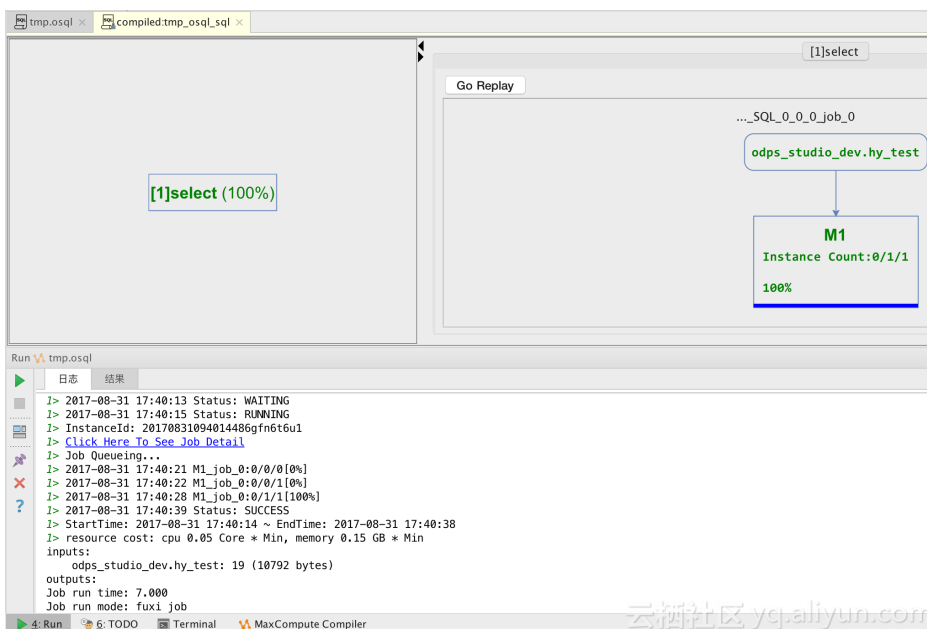 tmp.osql
compiled:tmp_osql_sql
[1]select
Go Replay
..._SQL_0_0_0_job_0
odps_studio_dev.hy_test
[1]select (100%)
M1
Instance Count:0/1/1
100%
Run tmp.osql
日志 结果
1> 2017-08-31 17:40:13 Status: WAITING
1> 2017-08-31 17:40:15 Status: RUNNING
1> InstanceId: 20170831094014486gfn6t6u1
1> Click Here To See Job Detail
1> Job Queueing...
1> 2017-08-31 17:40:21 M1_job_0:0/0/0[0%]
1> 2017-08-31 17:40:22 M1_job_0:0/0/1[0%]
1> 2017-08-31 17:40:28 M1_job_0:0/1/1[100%]
1> 2017-08-31 17:40:39 Status: SUCCESS
1> StartTime: 2017-08-31 17:40:14 ~ EndTime: 2017-08-31 17:40:38
1> resource cost: cpu 0.05 Core * Min, memory 0.15 GB * Min
inputs:
odps_studio_dev.hy_test: 19 (10792 bytes)
outputs:
Job run time: 7.000
Job run mode: fuxi job
云栖社区 yq.aliyun.com
4: Run 6: TODO Terminal MaxCompute Compiler